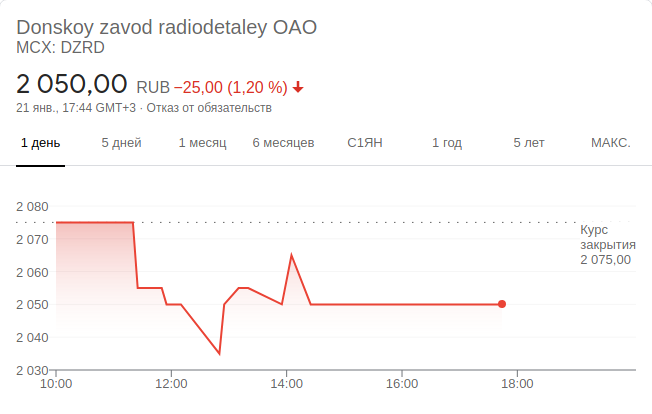 Donskoy zavod radiodetaley OAO
MCX: DZRD
2 050,00 RUB −25,00 (1,20 %)
21 янв., 17:44 GMT+3 · Отказ от обязательств
1 день 5 дней 1 месяц 6 месяцев С1ЯН 1 год 5 лет МАКС.
2 080
2 070
2 060
2 050
2 040
2 030
Курс
закрытия
2 075,00
10:00 12:00 14:00 16:00 18:00